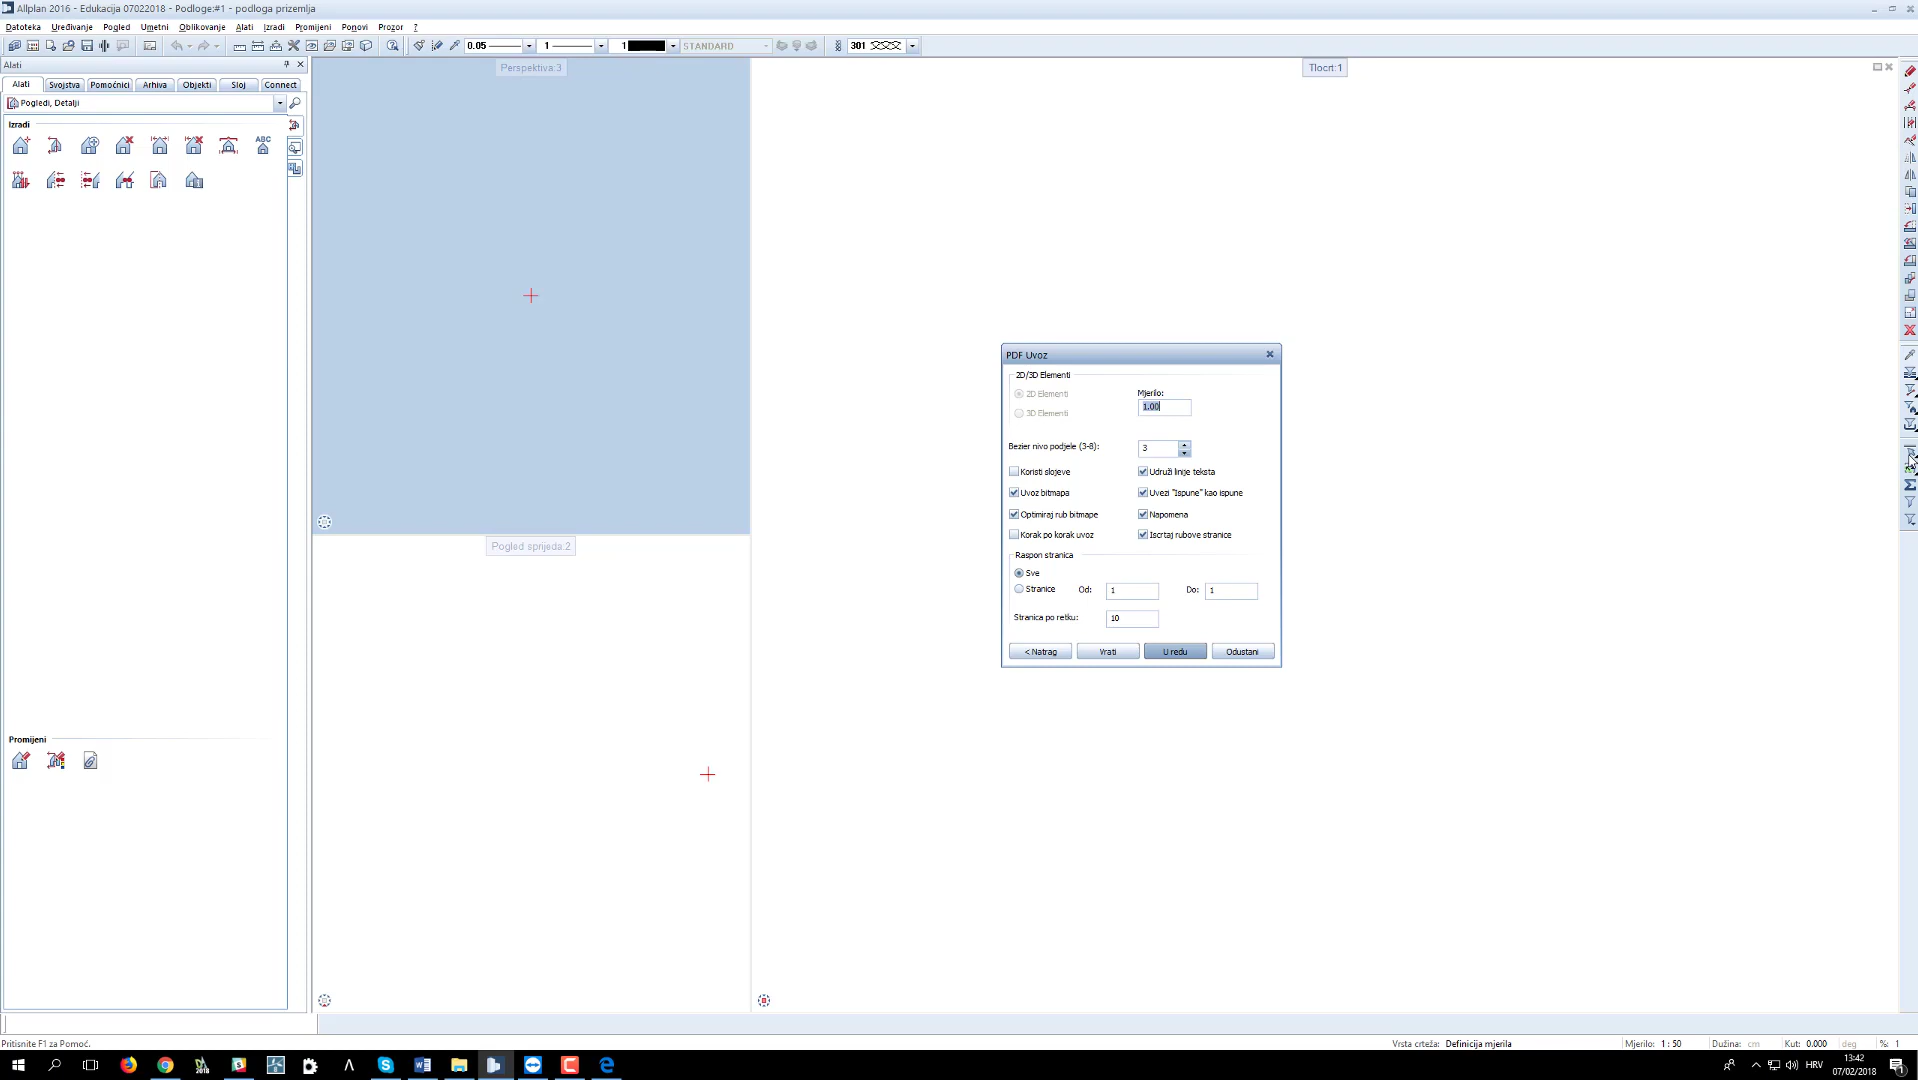 Allplan 2016 - Edukacija 07022018 - Podloge:#1 - podloga prizemlja
Datoteka Uređivanje Pogled Umetni Oblikovanje Alati Izradi Promijeni Ponovi Prozor ?
0.05 1 1 STANDARD 301
Alati
Alati Svojstva Pomoćnici Arhiva Objekti Sloj Connect
Pogledi, Detalji
Izradi
ABC
Promijeni
Perspektiva:3
Tlocrt:1
Pogled sprijeda:2
PDF Uvoz
2D/3D Elementi
2D Elementi
3D Elementi
Mjerilo:
1.00
Bezier nivo podjele (3-8): 3
Koristi slojeve
Udruži linije teksta
Uvoz bitmapa
Uvezi "Ispune" kao ispune
Optimiraj rub bitmape
Napomena
Korak po korak uvoz
Iscrtaj rubove stranice
Raspon stranica
Sve
Stranice Od: 1 Do: 1
Stranica po retku: 10
< Natrag Vrati U redu Odustani
Pritisnite F1 za Pomoć.
Vrsta crteža: Definicija mjerila Mjerilo: 1 : 50 Dužina: cm Kut: 0.000 deg %: 1
2018
HRV
13:42
07/02/2018
1